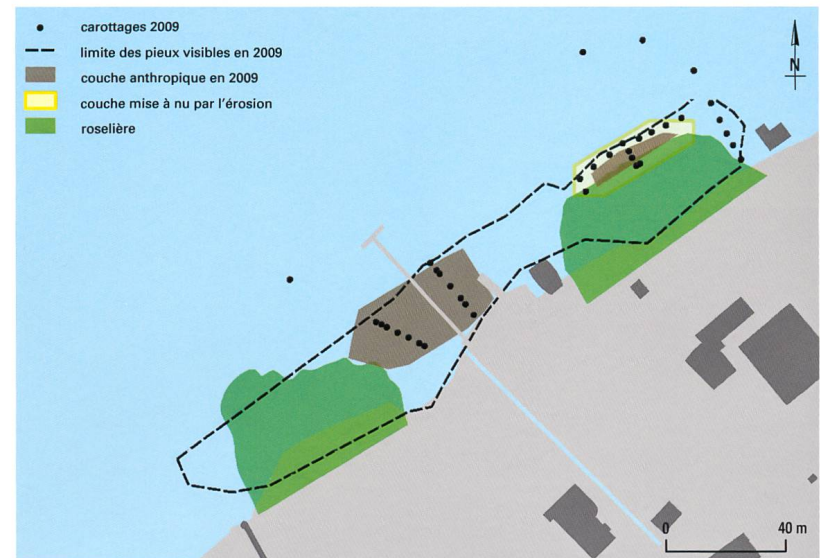 carottages 2009
limite des pieux visibles en 2009
couche anthropique en 2009
couche mise à nu par l'érosion
roselière
N
0 40 m